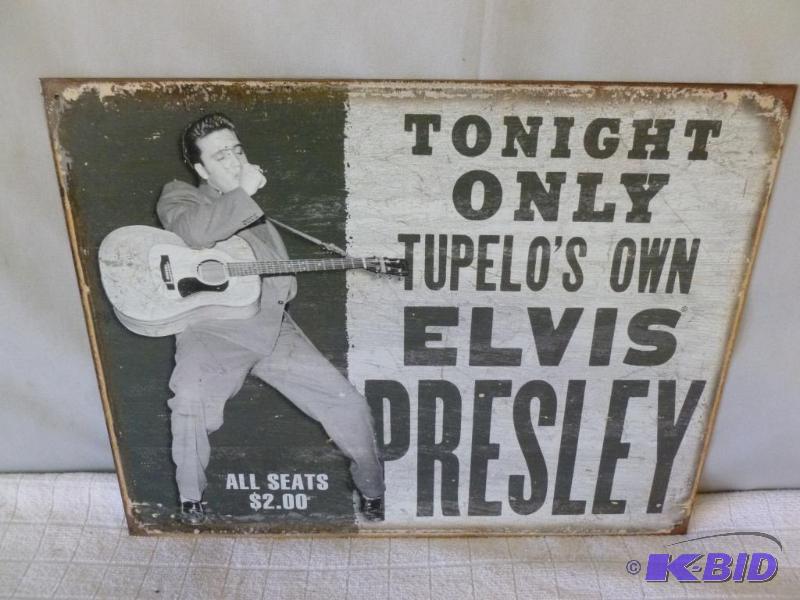 TONIGHT
ONLY
TUPELO'S OWN
ELVIS®
PRESLEY
ALL SEATS
$2.00
© K-BID